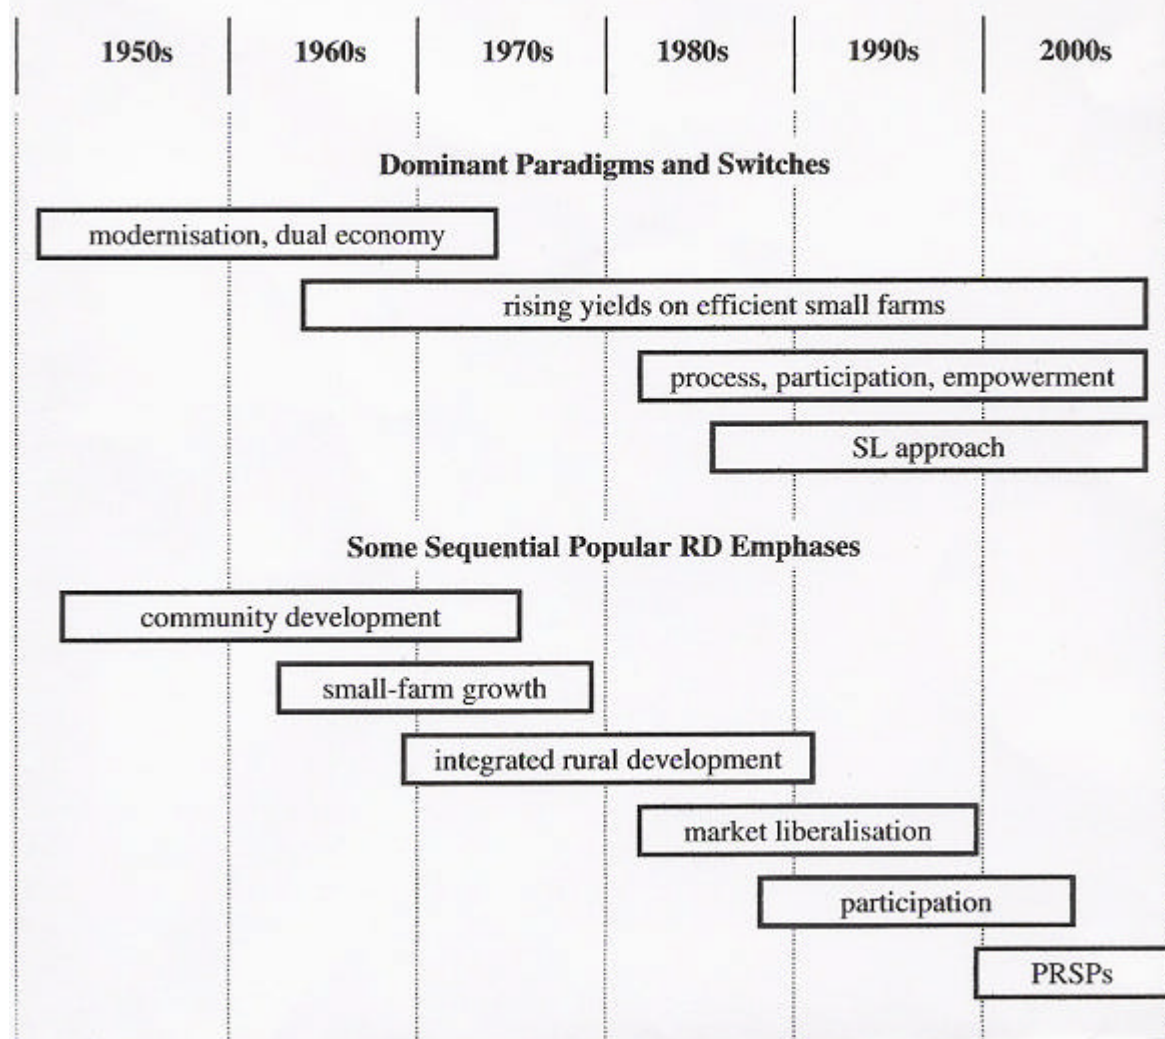 1950s 1960s 1970s 1980s 1990s 2000s
Dominant Paradigms and Switches
modernisation, dual economy
rising yields on efficient small farms
process, participation, empowerment
SL approach
Some Sequential Popular RD Emphases
community development
small-farm growth
integrated rural development
market liberalisation
participation
PRSPs